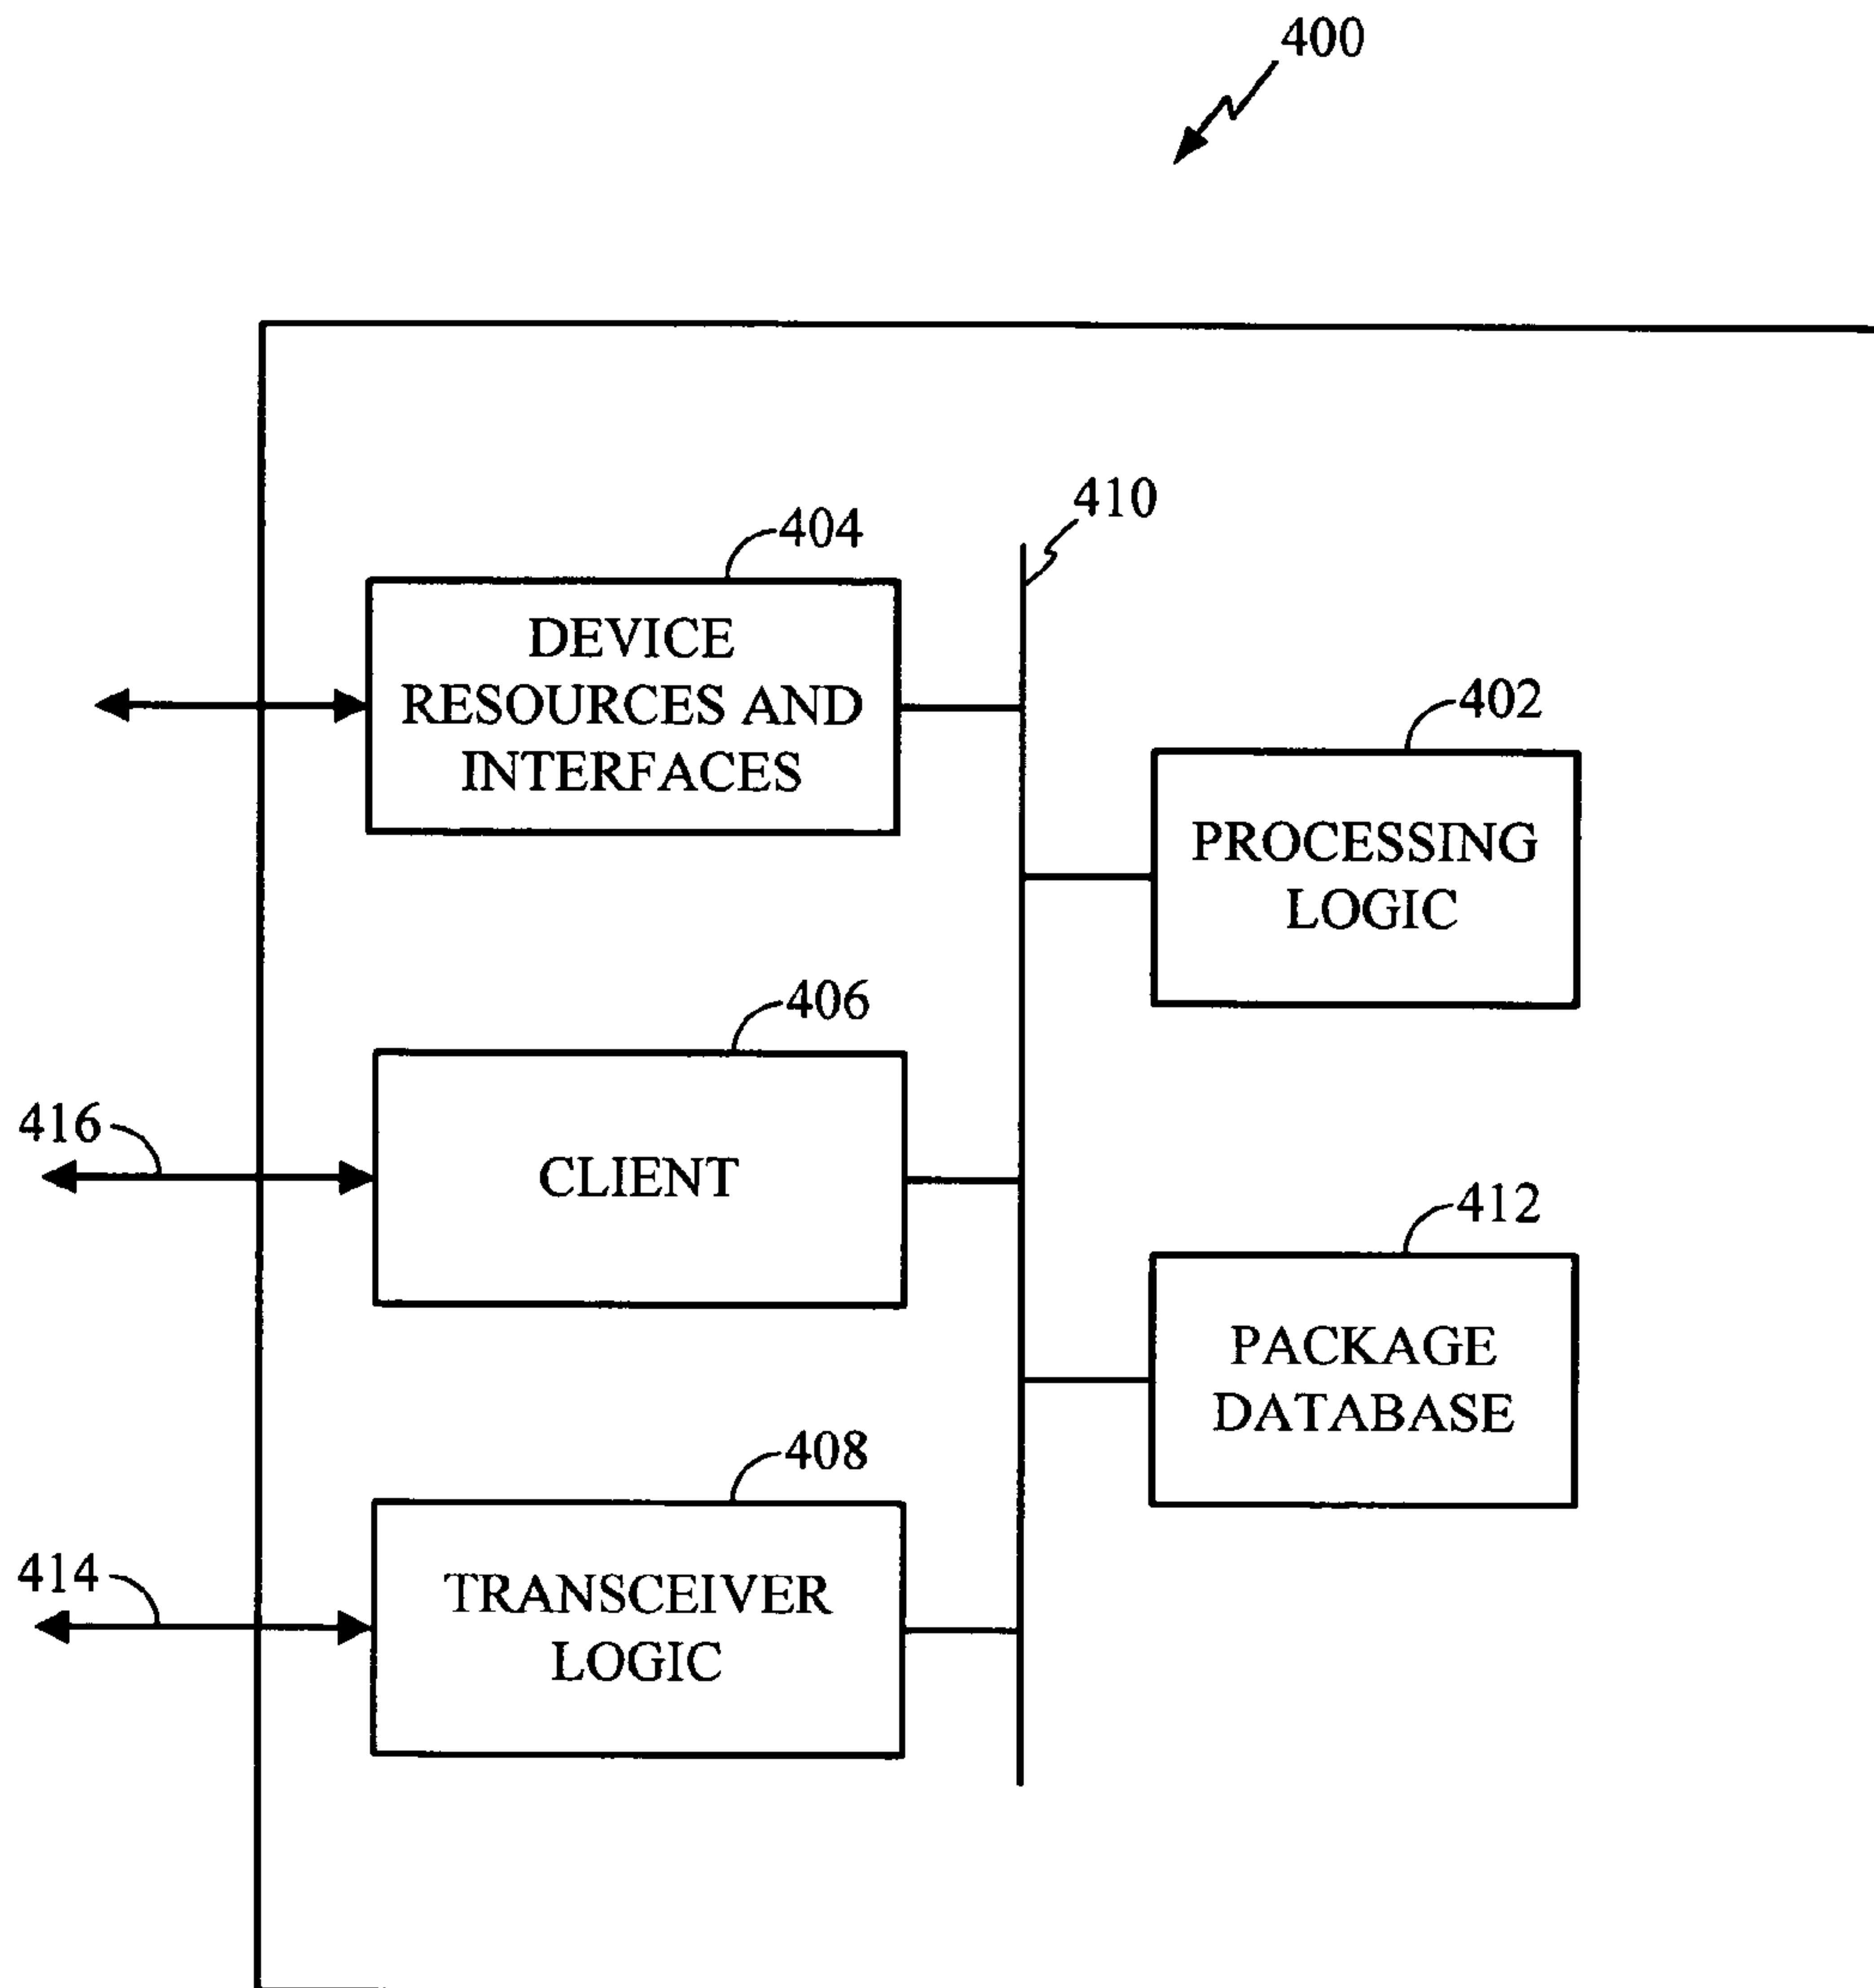 400
410
404
DEVICE
RESOURCES AND
INTERFACES
402
PROCESSING
LOGIC
406
416
CLIENT
412
PACKAGE
DATABASE
408
414
TRANSCEIVER
LOGIC